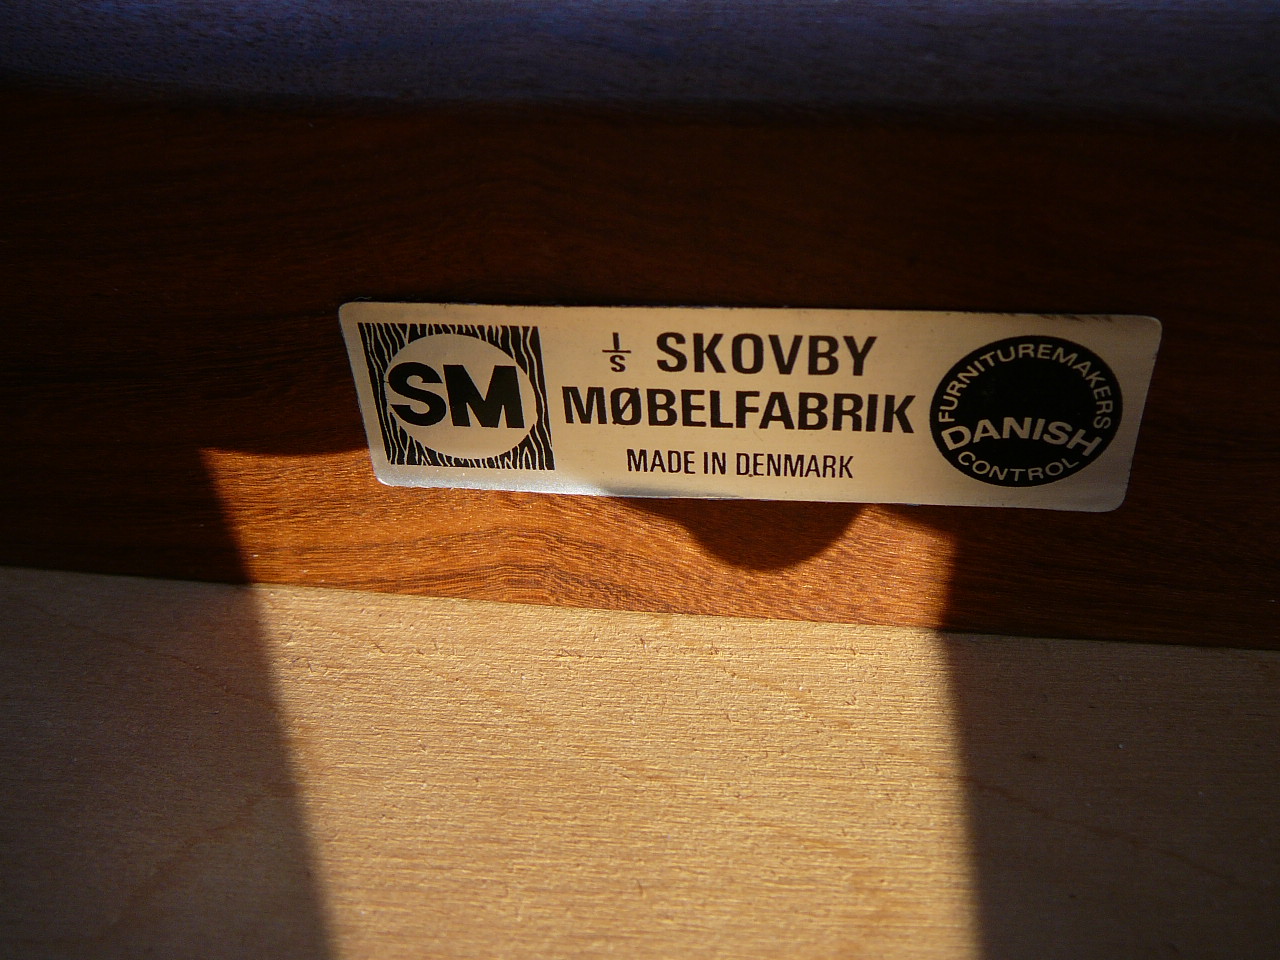 SM
I/S SKOVBY
MØBELFABRIK
MADE IN DENMARK
FURNITUREMAKERS
DANISH
CONTROL